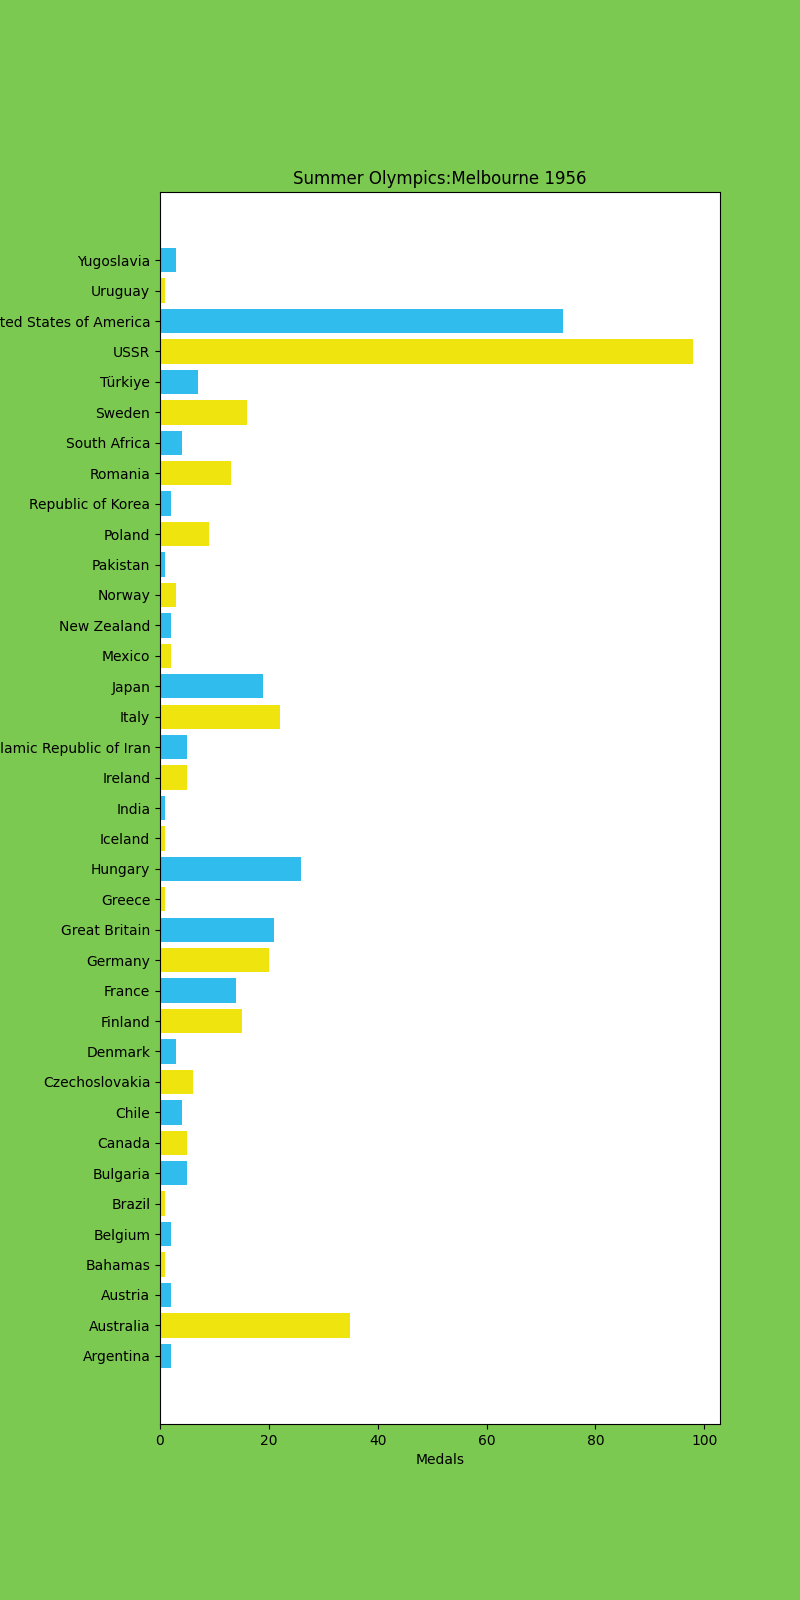 Summer Olympics:Melbourne 1956
Yugoslavia
Uruguay
ted States of America
USSR
Türkiye
Sweden
South Africa
Romania
Republic of Korea
Poland
Pakistan
Norway
New Zealand
Mexico
Japan
Italy
lamic Republic of Iran
Ireland
India
Iceland
Hungary
Greece
Great Britain
Germany
France
Finland
Denmark
Czechoslovakia
Chile
Canada
Bulgaria
Brazil
Belgium
Bahamas
Austria
Australia
Argentina
0 20 40 60 80 100
Medals